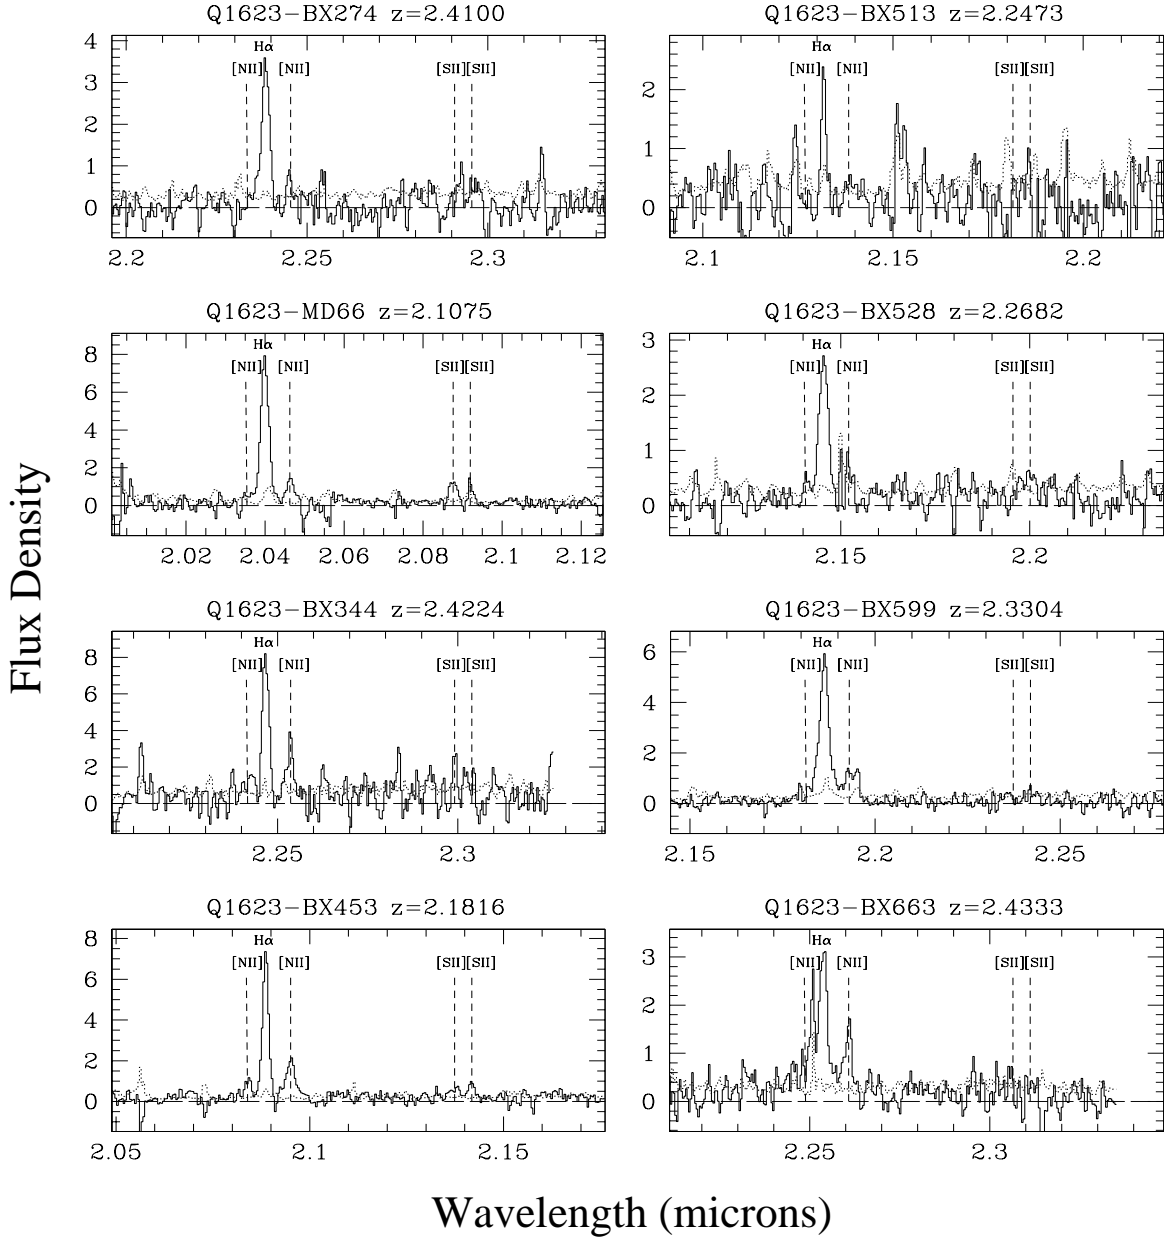 Q1623-BX274 z=2.4100
Hα
[NII] [NII] [SII] [SII]
4
3
2
1
0
2.2 2.25 2.3
Q1623-BX513 z=2.2473
Hα
[NII] [NII] [SII] [SII]
2
1
0
2.1 2.15 2.2
Q1623-MD66 z=2.1075
Hα
[NII] [NII] [SII] [SII]
8
6
4
2
0
2.02 2.04 2.06 2.08 2.1 2.12
Q1623-BX528 z=2.2682
Hα
[NII] [NII] [SII] [SII]
3
2
1
0
2.15 2.2
Flux Density
Q1623-BX344 z=2.4224
Hα
[NII] [NII] [SII] [SII]
8
6
4
2
0
2.25 2.3
Q1623-BX599 z=2.3304
Hα
[NII] [NII] [SII] [SII]
6
4
2
0
2.15 2.2 2.25
Q1623-BX453 z=2.1816
Hα
[NII] [NII] [SII] [SII]
8
6
4
2
0
2.05 2.1 2.15
Q1623-BX663 z=2.4333
Hα
[NII] [NII] [SII] [SII]
3
2
1
0
2.25 2.3
Wavelength (microns)